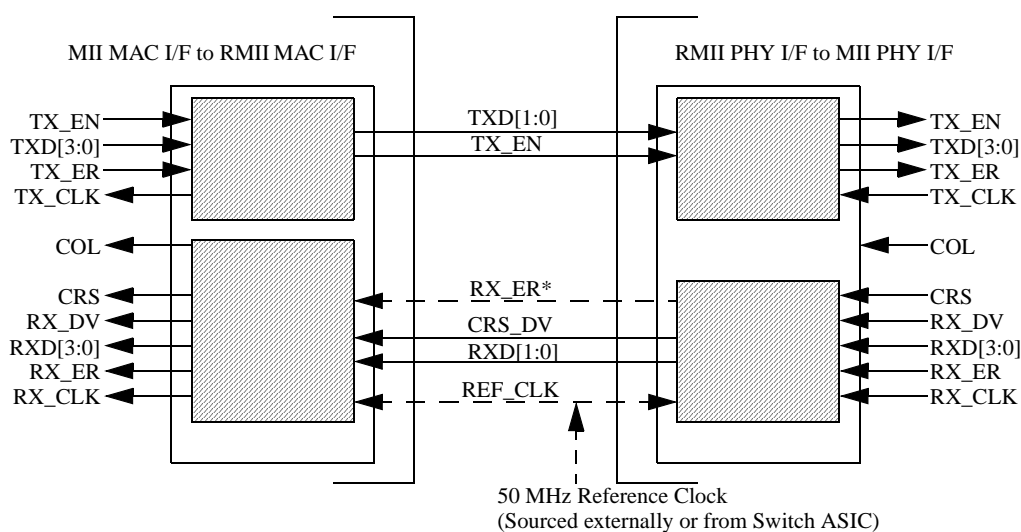 MII MAC I/F to RMII MAC I/F
RMII PHY I/F to MII PHY I/F
TX_EN
TXD[3:0]
TX_ER
TX_CLK
COL
CRS
RX_DV
RXD[3:0]
RX_ER
RX_CLK
TXD[1:0]
TX_EN
RX_ER*
CRS_DV
RXD[1:0]
REF_CLK
TX_EN
TXD[3:0]
TX_ER
TX_CLK
COL
CRS
RX_DV
RXD[3:0]
RX_ER
RX_CLK
50 MHz Reference Clock
(Sourced externally or from Switch ASIC)